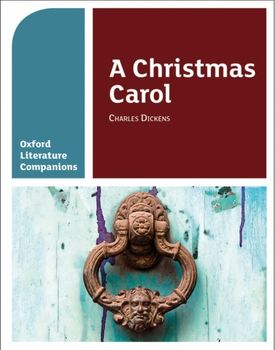 A Christmas
Carol
Charles Dickens
Oxford
Literature
Companions